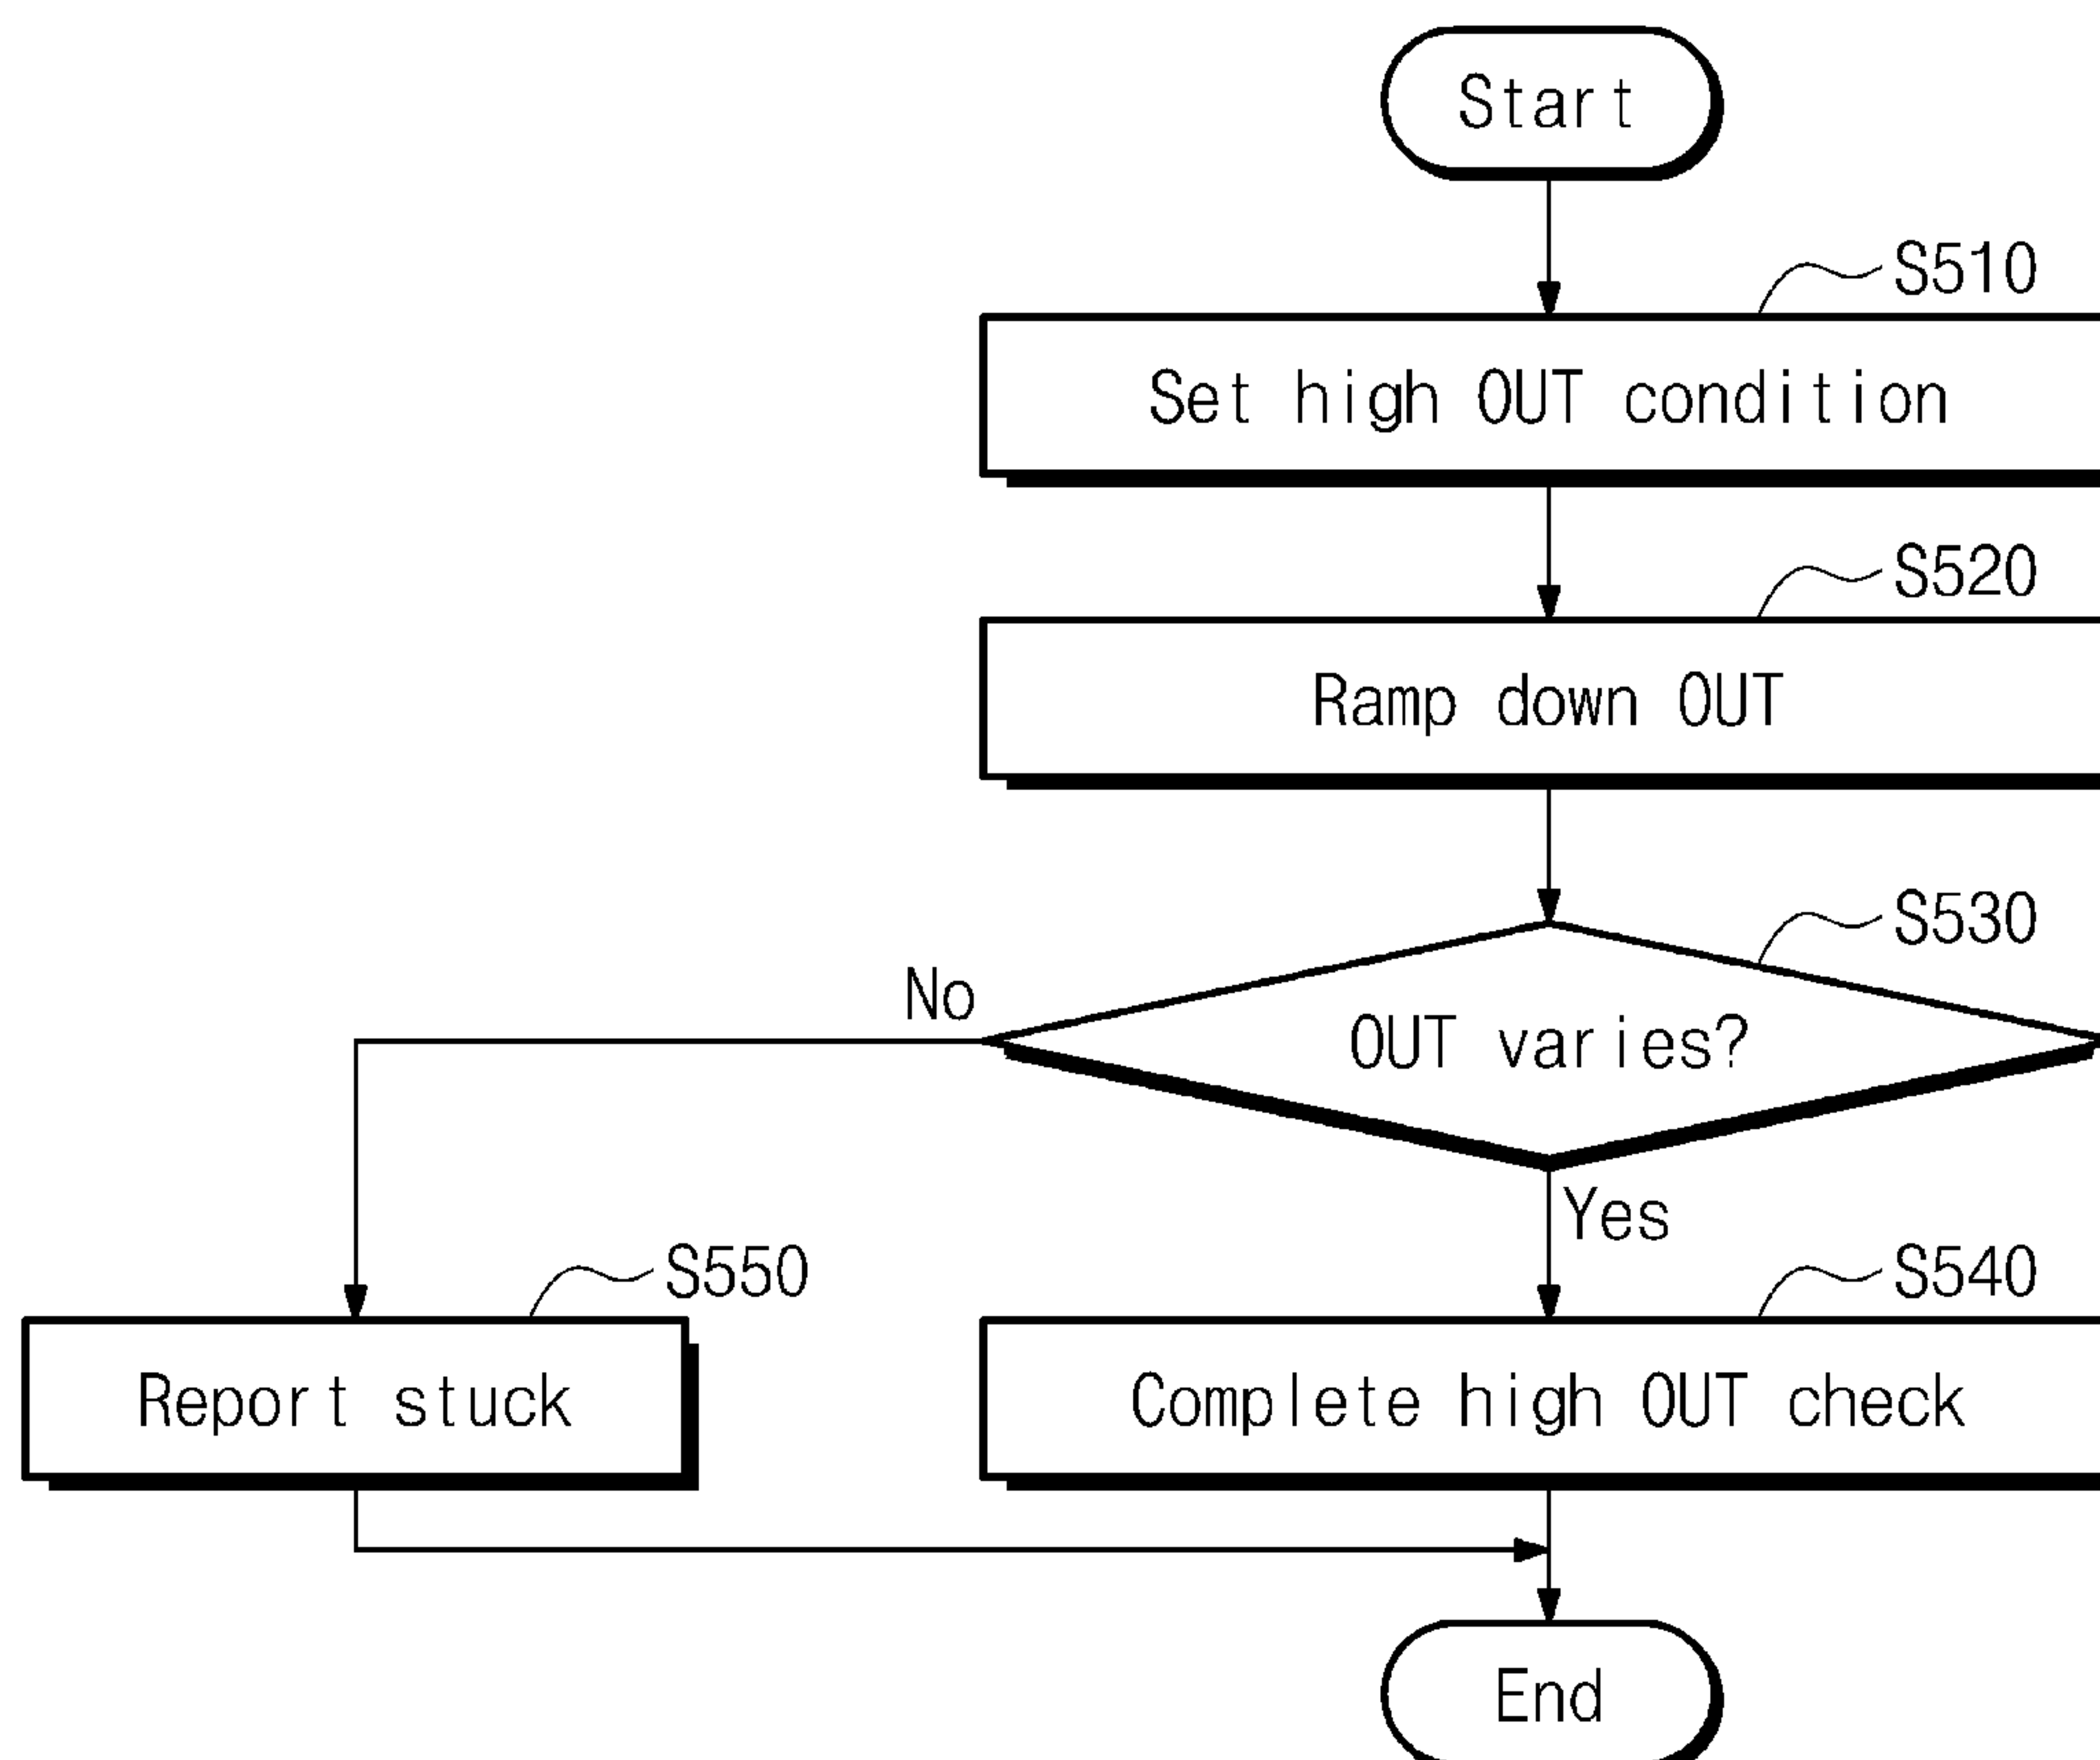 Start
S510
Set high OUT condition
S520
Ramp down OUT
S530
No
OUT varies?
Yes
S550
S540
Report stuck
Complete high OUT check
End